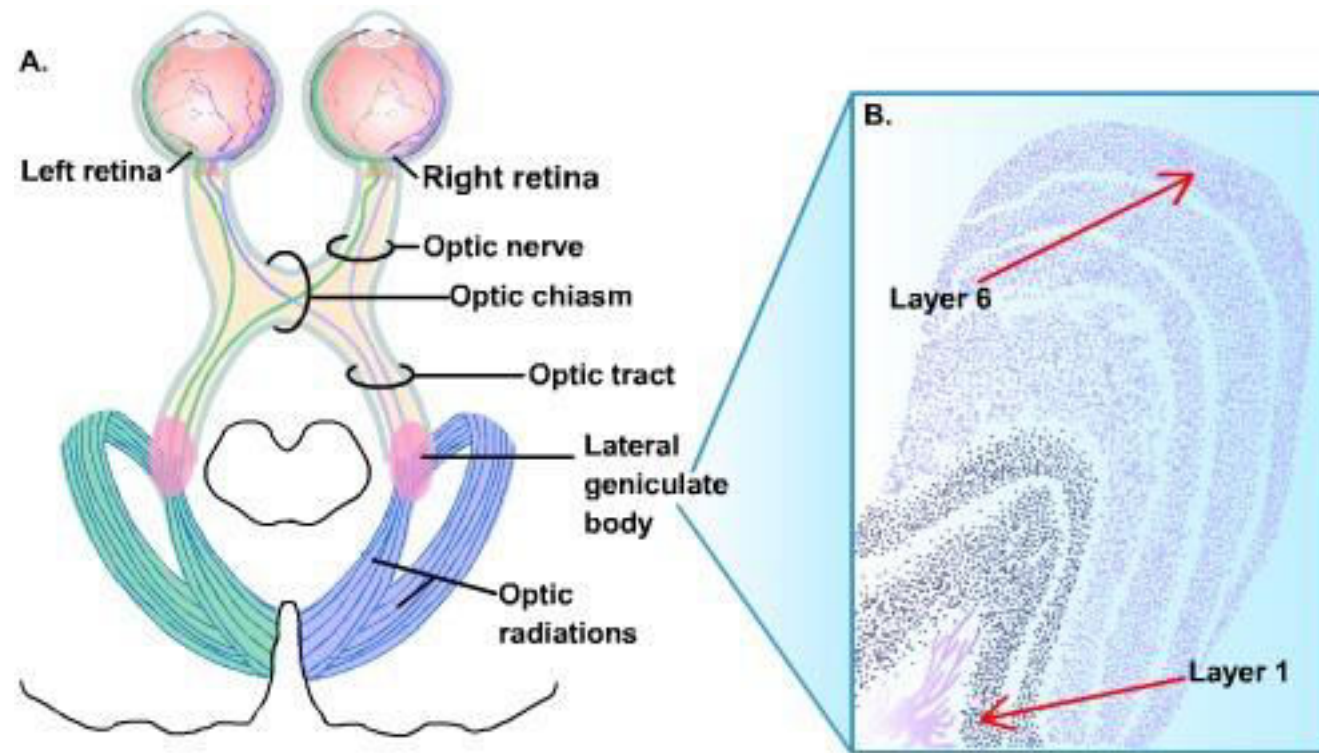 A.
Left retina
Right retina
Optic nerve
Optic chiasm
Optic tract
Lateral
geniculate
body
Optic
radiations
B.
Layer 6
Layer 1